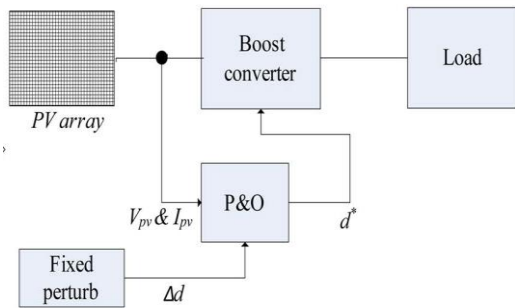 Boost
converter
Load
PV array
V_pv & I_pv
P&O
d*
Fixed
perturb
Δd